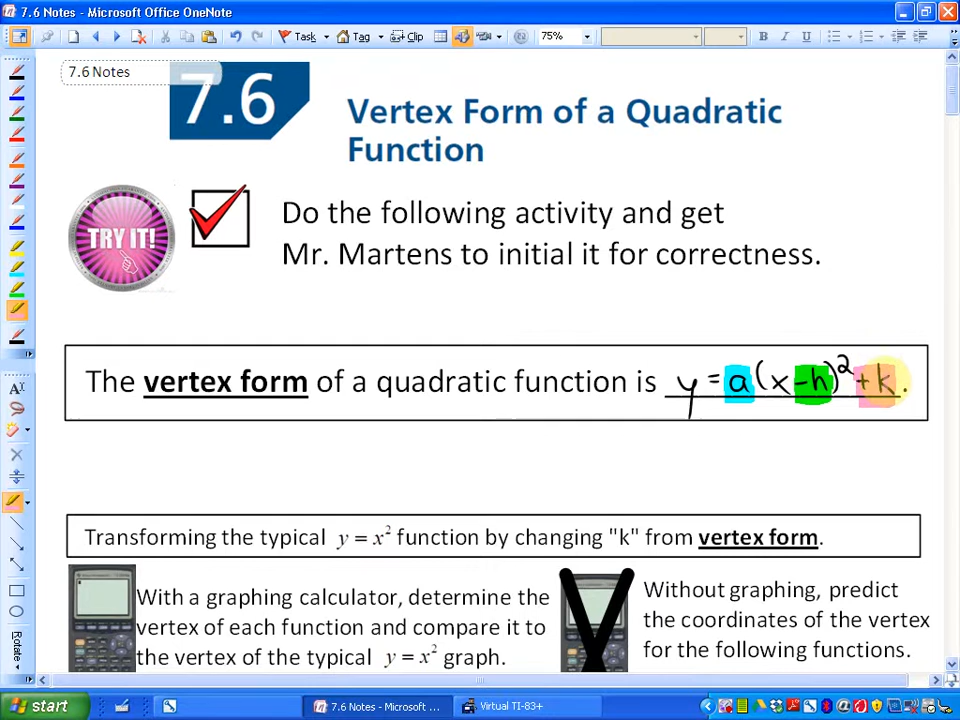 7.6 Notes - Microsoft Office OneNote
Task Tag Clip 75% B I U
7.6 Notes
7.6
Vertex Form of a Quadratic
Function
TRY IT!
Do the following activity and get
Mr. Martens to initial it for correctness.
The vertex form of a quadratic function is y = a(x-h)²+k.
Transforming the typical y = x² function by changing "k" from vertex form.
With a graphing calculator, determine the
vertex of each function and compare it to
the vertex of the typical y = x² graph.
Without graphing, predict
the coordinates of the vertex
for the following functions.
Rotate
start 7.6 Notes - Microsoft ... Virtual TI-83+